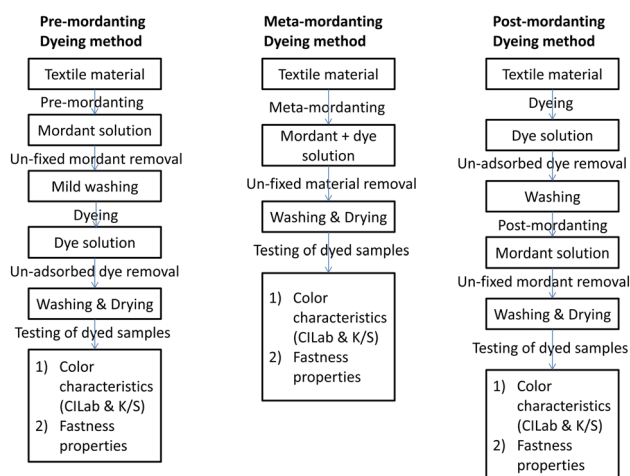 Pre-mordanting
Dyeing method
Textile material
Pre-mordanting
Mordant solution
Un-fixed mordant removal
Mild washing
Dyeing
Dye solution
Un-adsorbed dye removal
Washing & Drying
Testing of dyed samples
1) Color
characteristics
(CILab & K/S)
2) Fastness
properties
Meta-mordanting
Dyeing method
Textile material
Meta-mordanting
Mordant + dye
solution
Un-fixed material removal
Washing & Drying
Testing of dyed samples
1) Color
characteristics
(CILab & K/S)
2) Fastness
properties
Post-mordanting
Dyeing method
Textile material
Dyeing
Dye solution
Un-adsorbed dye removal
Washing
Post-mordanting
Mordant solution
Un-fixed mordant removal
Washing & Drying
Testing of dyed samples
1) Color
characteristics
(CILab & K/S)
2) Fastness
properties